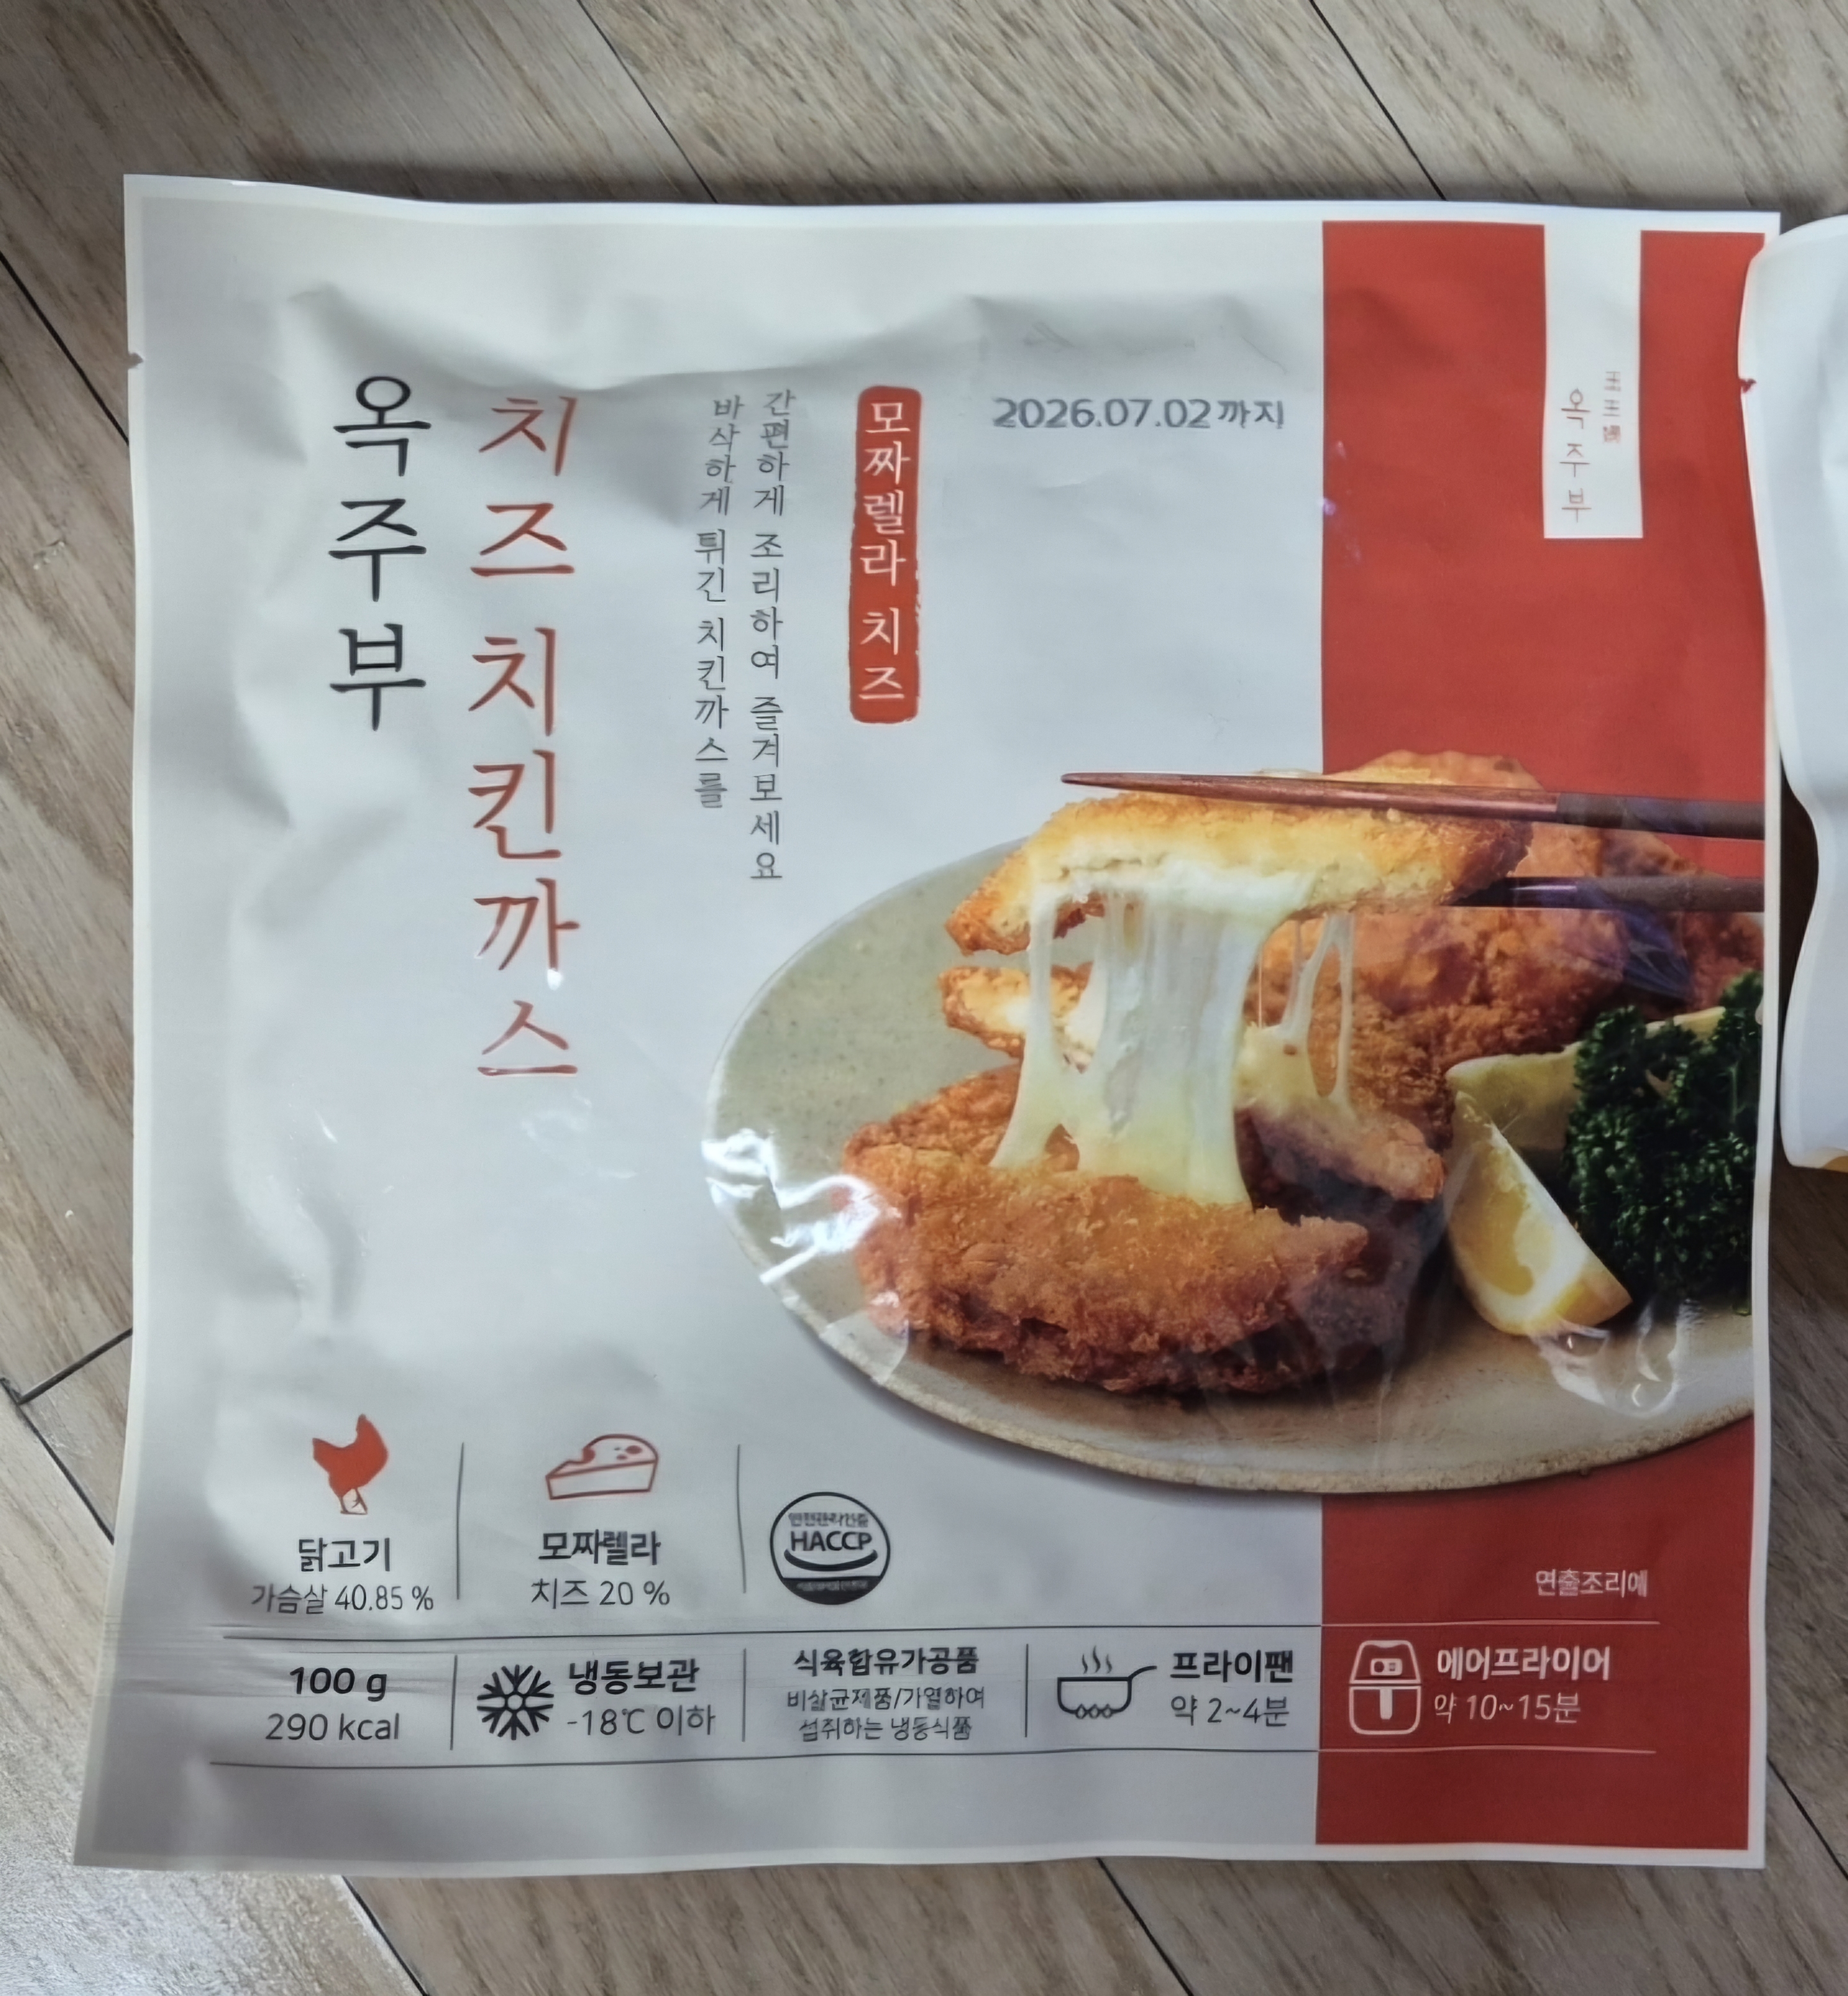 옥주부
치즈 치킨까스
바삭하게 튀긴 치킨까스를
간편하게 조리하여 즐겨보세요
모짜렐라 치즈
2026.07.02까지
옥주부
닭고기
가슴살 40.85 %
모짜렐라
치즈 20 %
안전관리인증
HACCP
연출조리예
100 g
290 kcal
냉동보관
-18℃ 이하
식육함유가공품
비살균제품/가열하여
섭취하는 냉동식품
프라이팬
약 2~4분
에어프라이어
약 10~15분